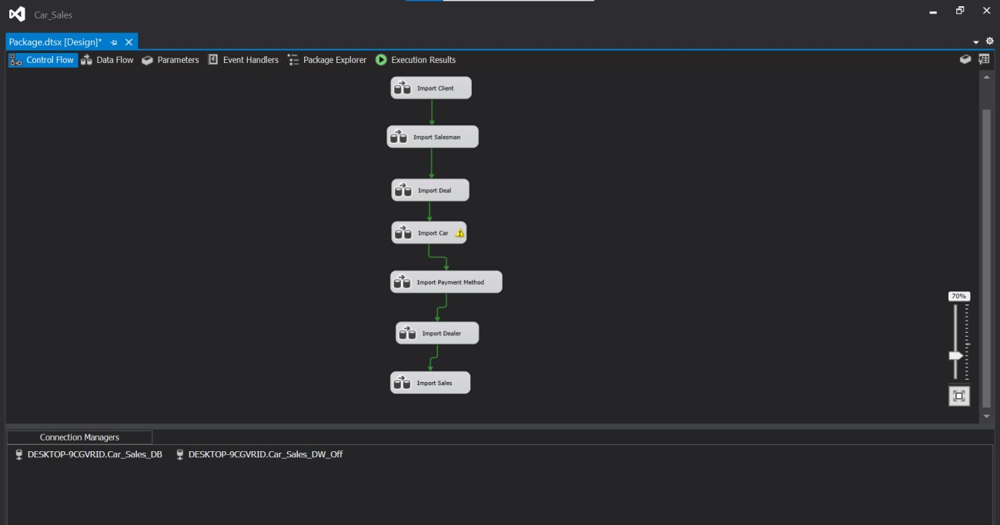 Car_Sales
Package.dtsx [Design]*
Control Flow Data Flow Parameters Event Handlers Package Explorer Execution Results
Import Client
Import Salesman
Import Deal
Import Car
Import Payment Method
70%
Import Dealer
Import Sales
Connection Managers
DESKTOP-9CGVRID.Car_Sales_DB DESKTOP-9CGVRID.Car_Sales_DW_Off